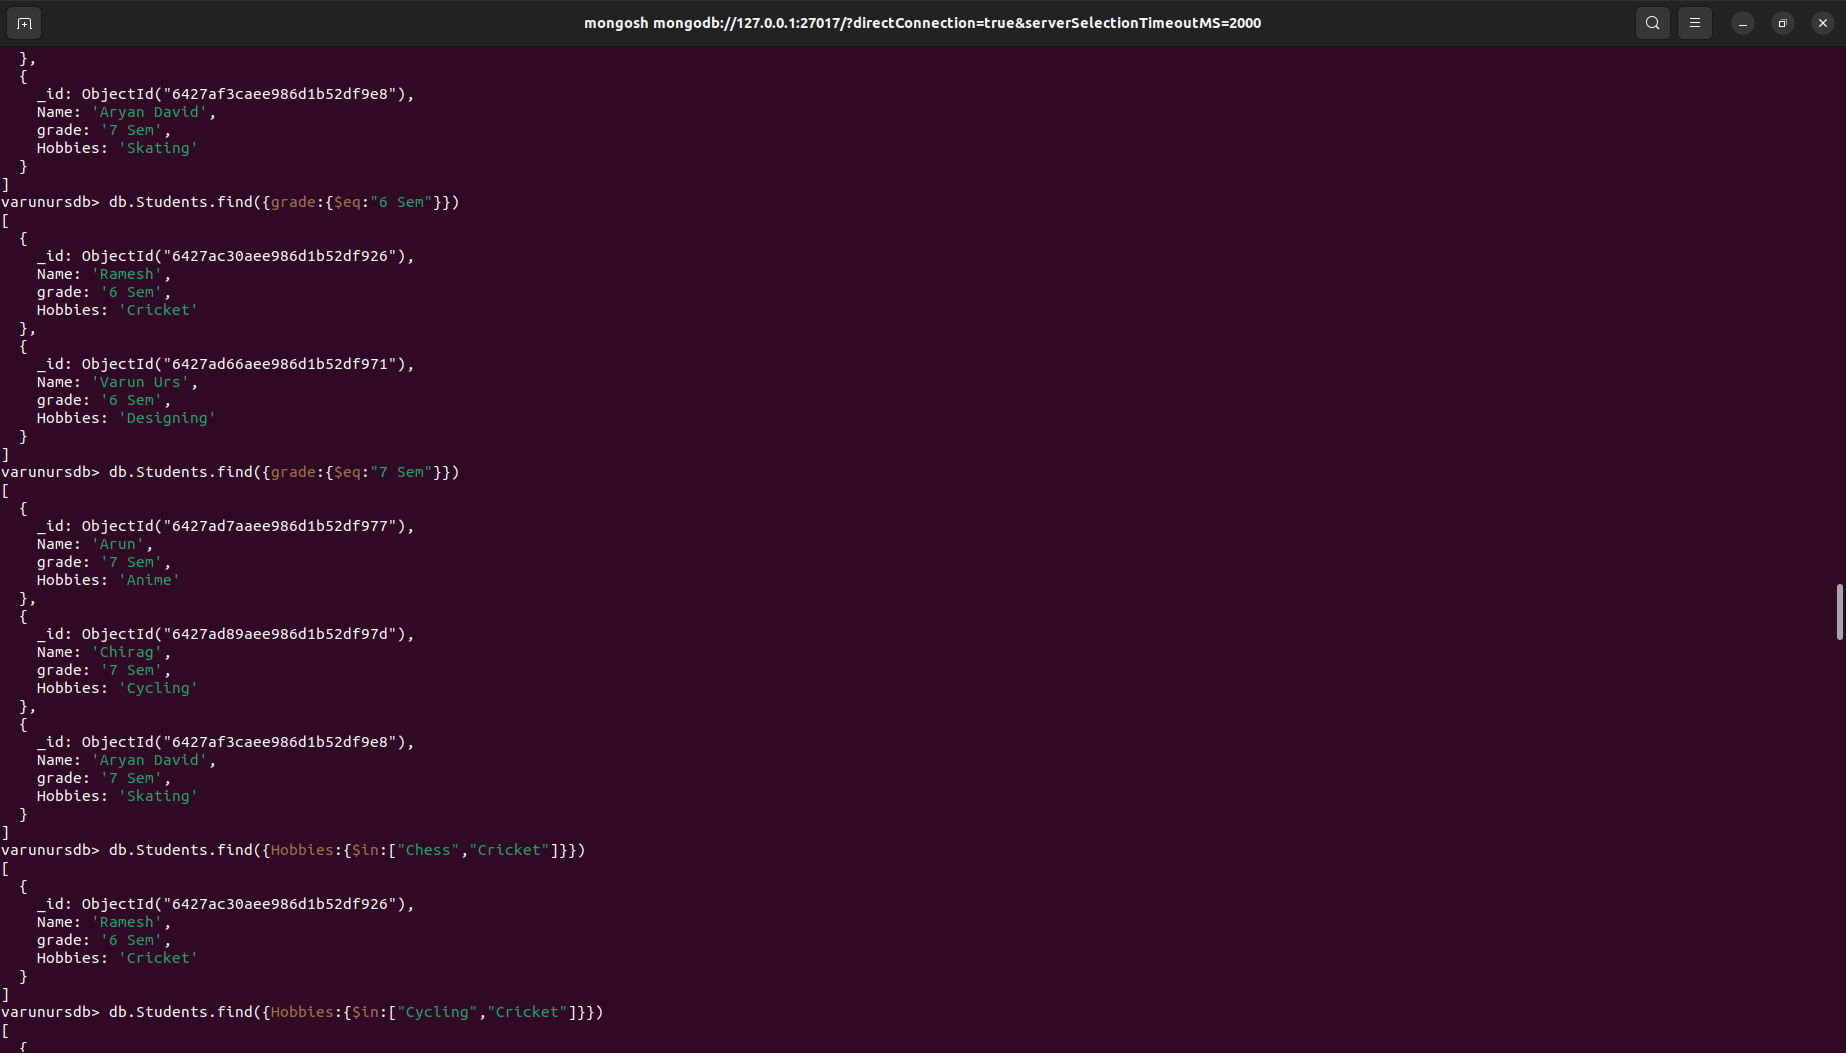 mongosh mongodb://127.0.0.1:27017/?directConnection=true&serverSelectionTimeoutMS=2000
  },
  {
    _id: ObjectId("6427af3caee986d1b52df9e8"),
    Name: 'Aryan David',
    grade: '7 Sem',
    Hobbies: 'Skating'
  }
]
varunursdb> db.Students.find({grade:{$eq:"6 Sem"}})
[
  {
    _id: ObjectId("6427ac30aee986d1b52df926"),
    Name: 'Ramesh',
    grade: '6 Sem',
    Hobbies: 'Cricket'
  },
  {
    _id: ObjectId("6427ad66aee986d1b52df971"),
    Name: 'Varun Urs',
    grade: '6 Sem',
    Hobbies: 'Designing'
  }
]
varunursdb> db.Students.find({grade:{$eq:"7 Sem"}})
[
  {
    _id: ObjectId("6427ad7aaee986d1b52df977"),
    Name: 'Arun',
    grade: '7 Sem',
    Hobbies: 'Anime'
  },
  {
    _id: ObjectId("6427ad89aee986d1b52df97d"),
    Name: 'Chirag',
    grade: '7 Sem',
    Hobbies: 'Cycling'
  },
  {
    _id: ObjectId("6427af3caee986d1b52df9e8"),
    Name: 'Aryan David',
    grade: '7 Sem',
    Hobbies: 'Skating'
  }
]
varunursdb> db.Students.find({Hobbies:{$in:["Chess","Cricket"]}})
[
  {
    _id: ObjectId("6427ac30aee986d1b52df926"),
    Name: 'Ramesh',
    grade: '6 Sem',
    Hobbies: 'Cricket'
  }
]
varunursdb> db.Students.find({Hobbies:{$in:["Cycling","Cricket"]}})
[
  {